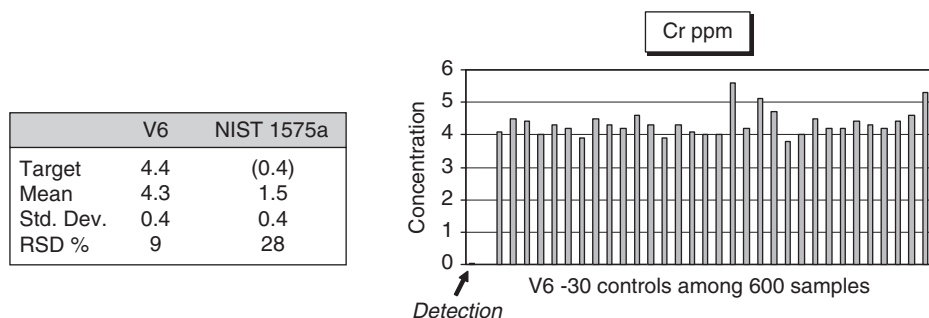 V6 NIST 1575a
Target 4.4 (0.4)
Mean 4.3 1.5
Std. Dev. 0.4 0.4
RSD % 9 28
Cr ppm
Concentration
6
5
4
3
2
1
0
V6 -30 controls among 600 samples
Detection